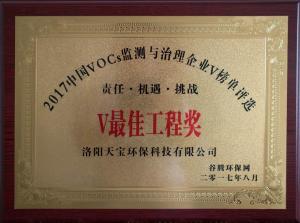 2017中国VOCs监测与治理企业V榜单评选
责任·机遇·挑战
V最佳工程奖
洛阳天宝环保科技有限公司
谷腾环保网
二零一七年八月